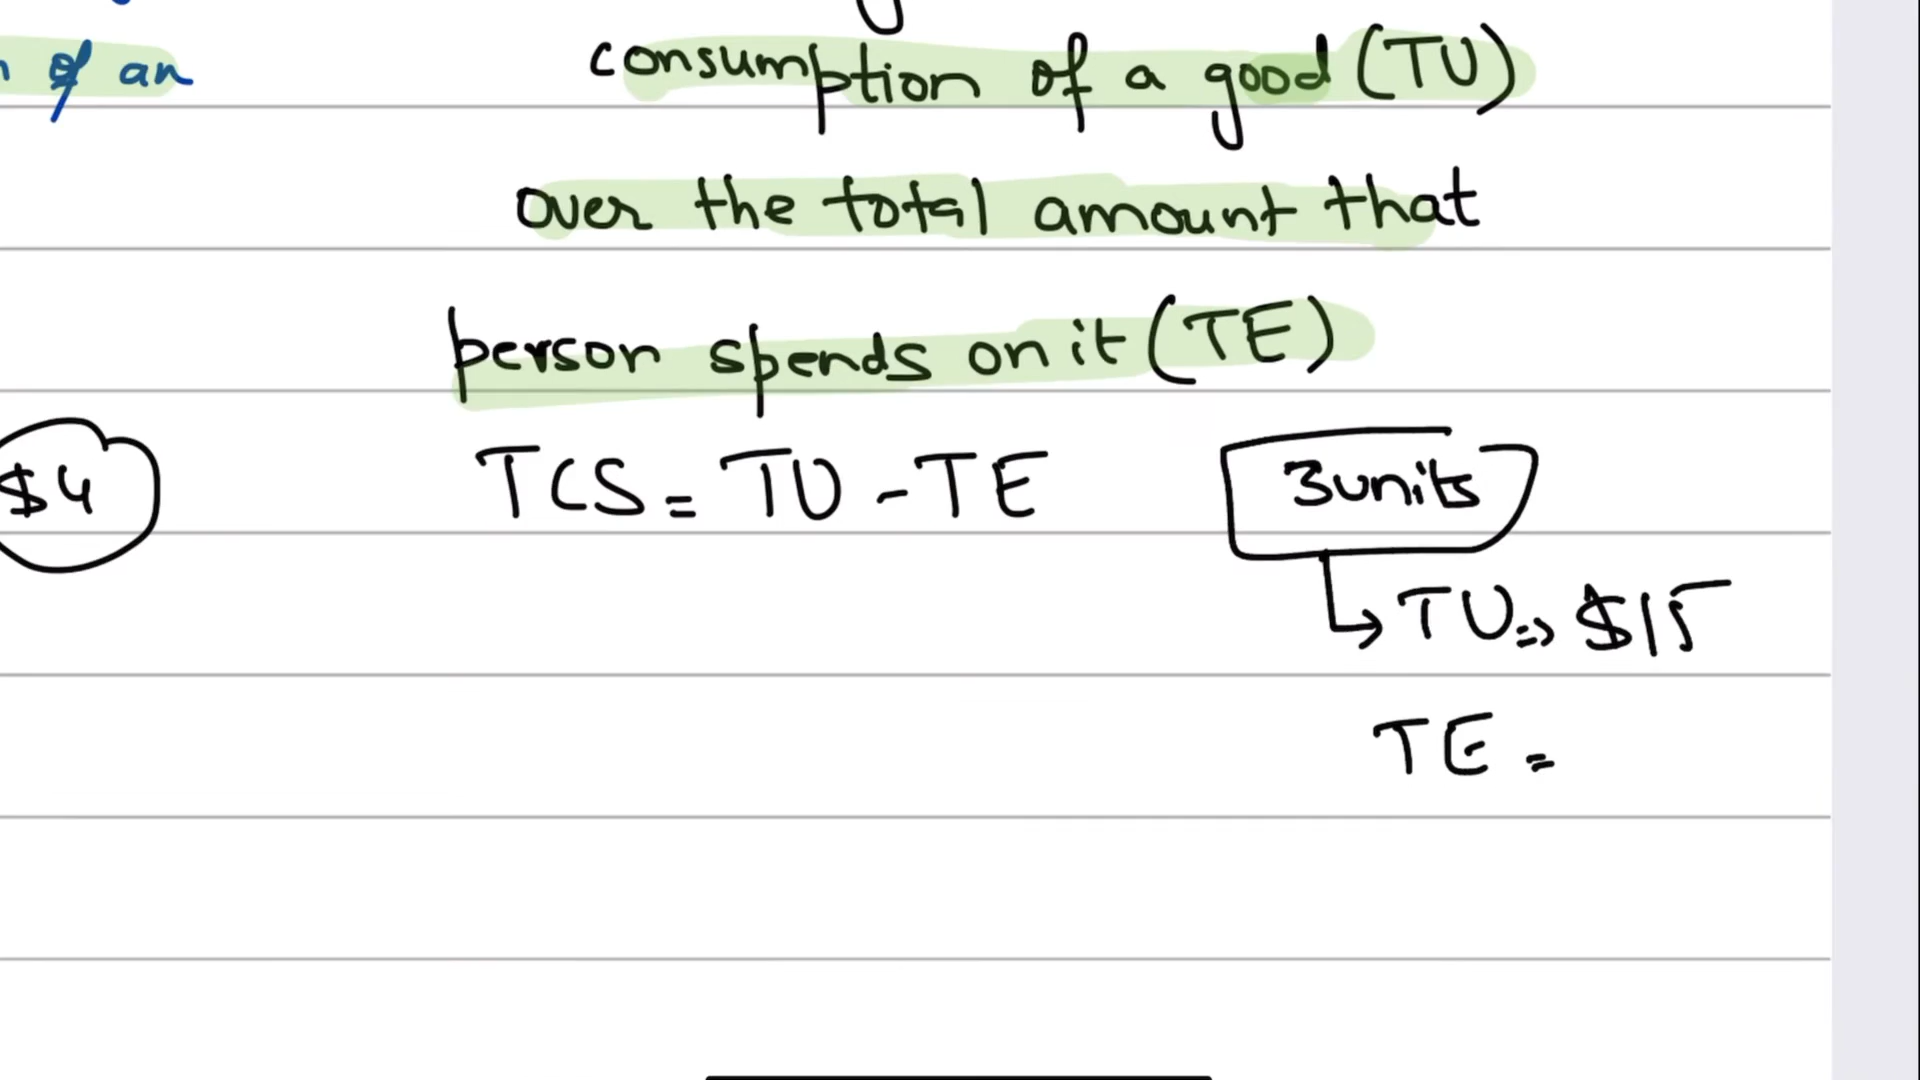 of an
consumption of a good (TU)
over the total amount that
person spends on it (TE)
$4
TCS = TU - TE
3units
↳ TU => $15
TE =